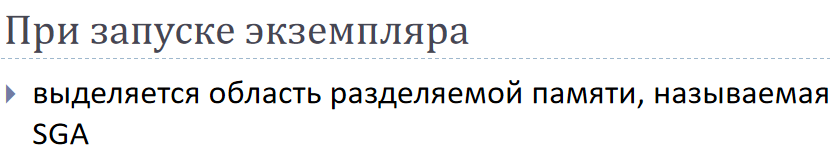 При запуске экземпляра
выделяется область разделяемой памяти, называемая
SGA